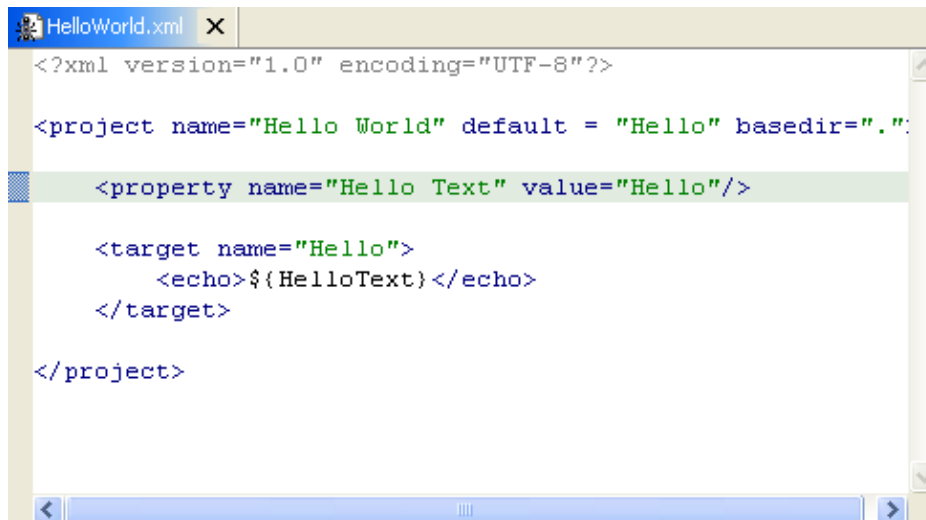 HelloWorld.xml
<?xml version="1.0" encoding="UTF-8"?>
<project name="Hello World" default = "Hello" basedir="."
<property name="Hello Text" value="Hello"/>
<target name="Hello">
<echo>${HelloText}</echo>
</target>
</project>